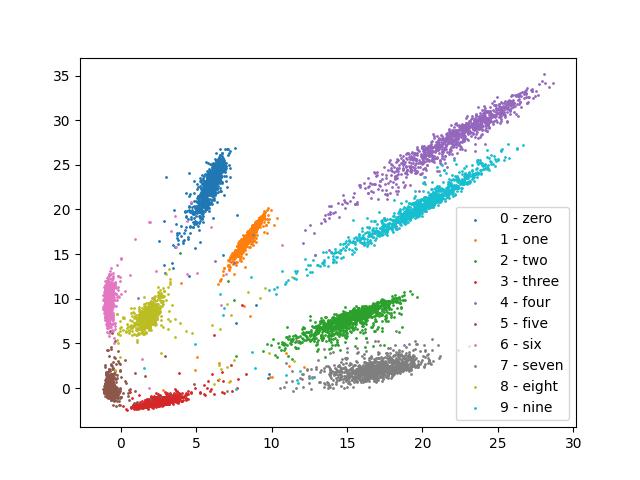 35
30
25
20
15
10
5
0
0 - zero
1 - one
2 - two
3 - three
4 - four
5 - five
6 - six
7 - seven
8 - eight
9 - nine
0 5 10 15 20 25 30